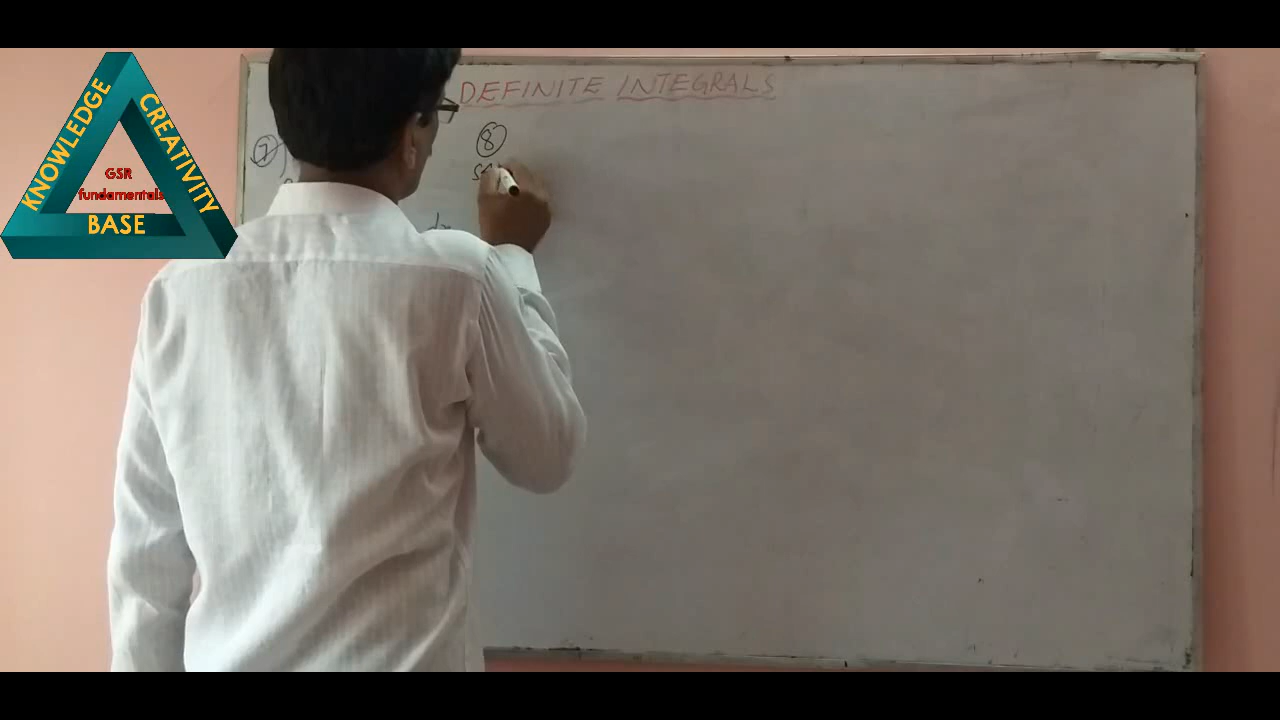 DEFINITE INTEGRALS
KNOWLEDGE
CREATIVITY
GSR
fundamentals
BASE
7
8